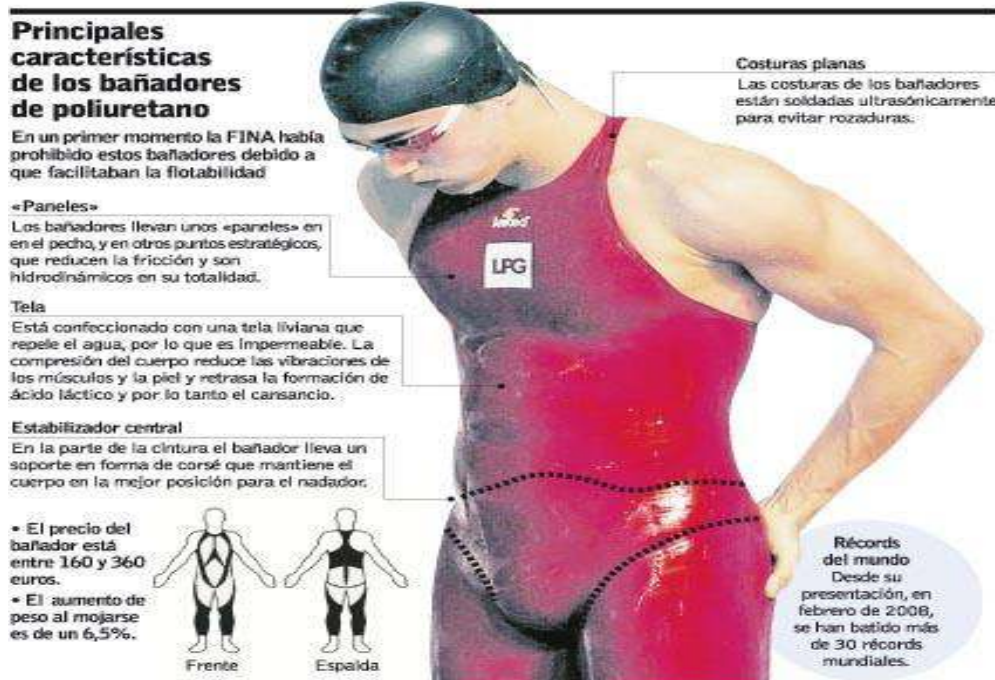 Principales
características
de los bañadores
de poliuretano
En un primer momento la FINA había
prohibido estos bañadores debido a
que facilitaban la flotabilidad
«Paneles»
Los bañadores llevan unos «paneles» en
en el pecho, y en otros puntos estratégicos,
que reducen la fricción y son
hidrodinámicos en su totalidad.
Tela
Está confeccionado con una tela liviana que
repele el agua, por lo que es impermeable. La
compresión del cuerpo reduce las vibraciones de
los músculos y la piel y retrasa la formación de
ácido láctico y por lo tanto el cansancio.
Estabilizador central
En la parte de la cintura el bañador lleva un
soporte en forma de corsé que mantiene el
cuerpo en la mejor posición para el nadador.
• El precio del
bañador está
entre 160 y 360
euros.
• El aumento de
peso al mojarse
es de un 6,5%.
Frente
Espalda
Costuras planas
Las costuras de los bañadores
están soldadas ultrasónicamente
para evitar rozaduras.
LPG
Récords
del mundo
Desde su
presentación, en
febrero de 2008,
se han batido más
de 30 récords
mundiales.